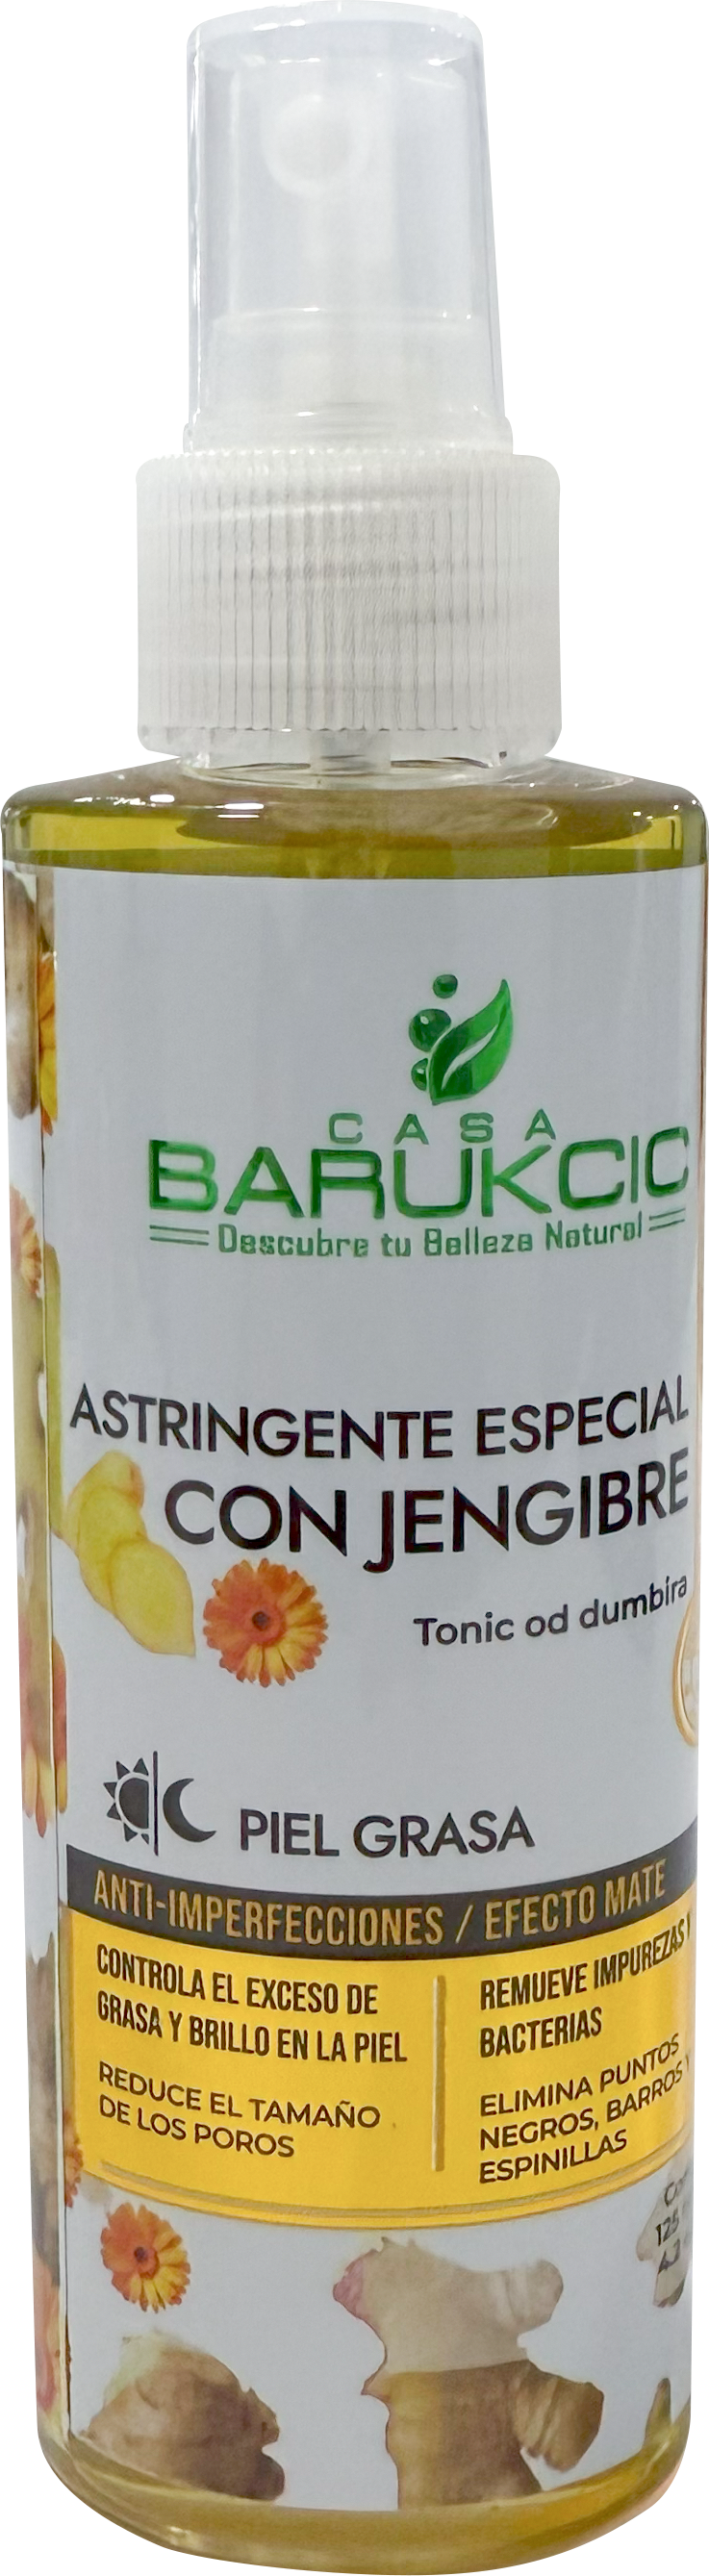 CASA
BARUKCIC
Descubre tu Belleza Natural
ASTRINGENTE ESPECIAL
CON JENGIBRE
Tonic od dumbira
PIEL GRASA
ANTI-IMPERFECCIONES / EFECTO MATE
CONTROLA EL EXCESO DE
GRASA Y BRILLO EN LA PIEL
REDUCE EL TAMAÑO
DE LOS POROS
REMUEVE IMPUREZAS Y
BACTERIAS
ELIMINA PUNTOS
NEGROS, BARROS Y
ESPINILLAS
125